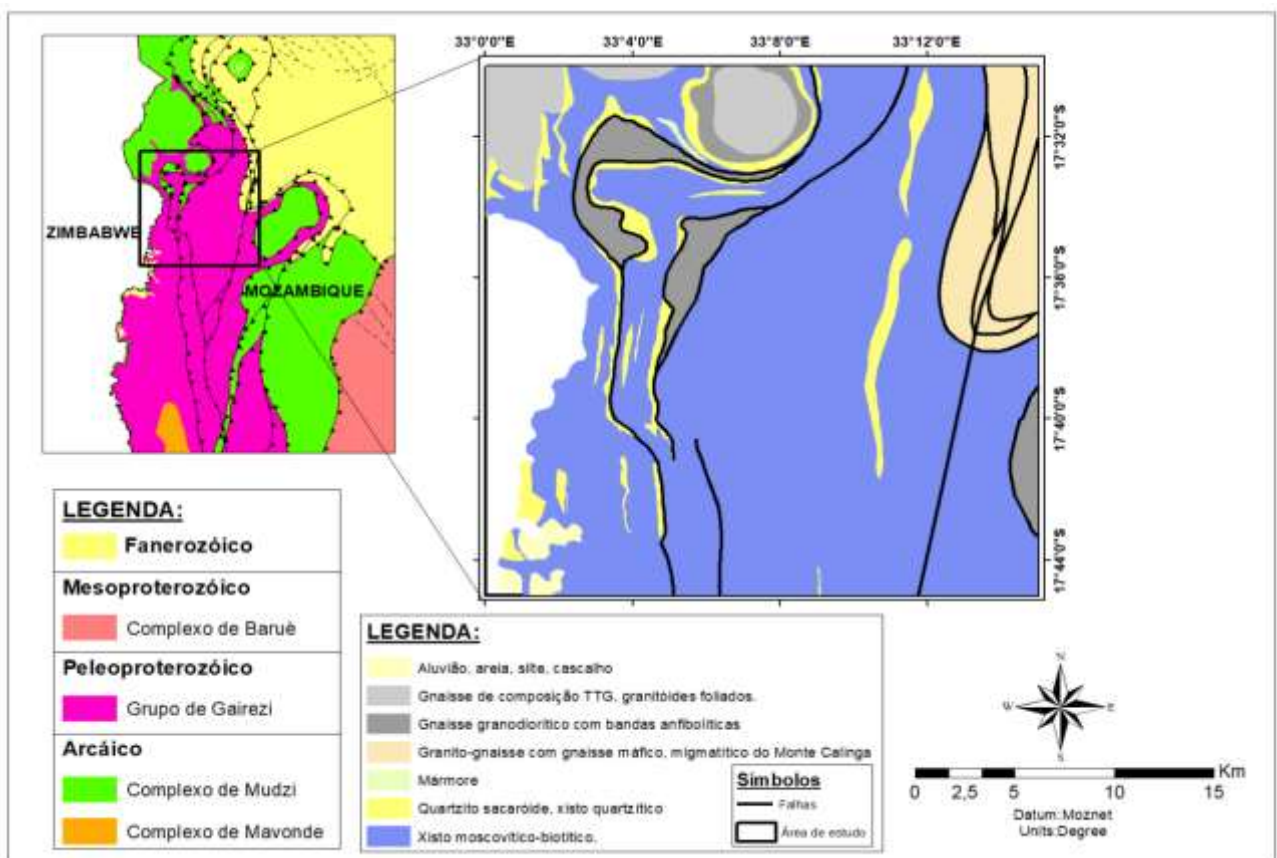 33°0'0"E 33°4'0"E 33°8'0"E 33°12'0"E
17°32'0"S
17°36'0"S
17°40'0"S
17°44'0"S
ZIMBABWE
MOZAMBIQUE
LEGENDA:
Fanerozóico
Mesoproterozóico
Complexo de Baruè
Peleoproterozóico
Grupo de Gairezi
Arcáico
Complexo de Mudzi
Complexo de Mavonde
LEGENDA:
Aluvião, areia, silte, cascalho
Gnaisse de composição TTG, granitóides foliados.
Gnaisse granodiorítico com bandas anfibolíticas
Granito-gnaisse com gnaisse máfico, migmatítico do Monte Calinga
Marmore
Quartzito sacaróide, xisto quartzítico
Xisto moscovítico-biotítico.
Símbolos
Falhas
Área de estudo
N
W E
S
Km
0 2,5 5 10 15
Datum:Moznet
Units:Degree